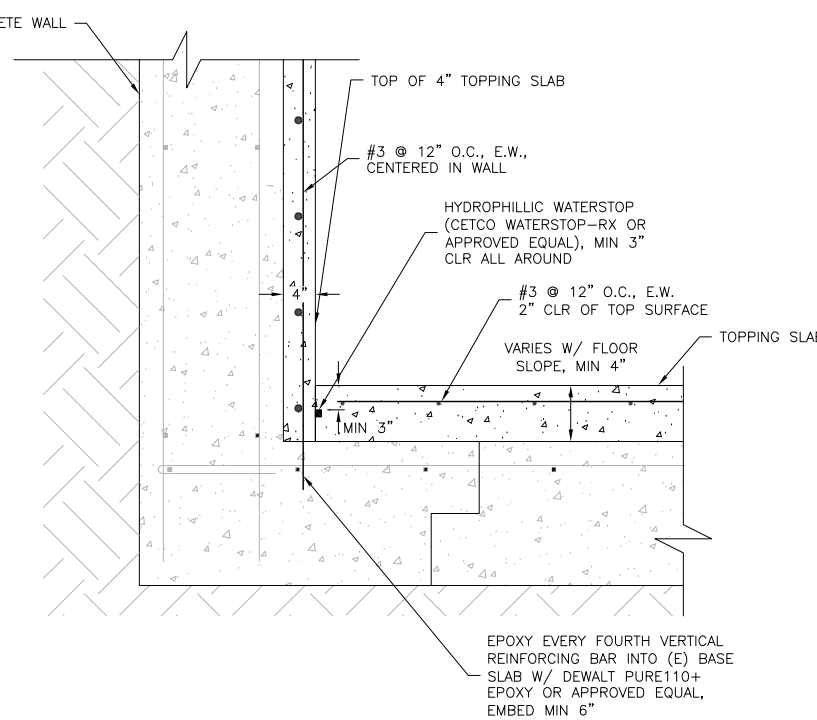 ETE WALL
TOP OF 4" TOPPING SLAB
#3 @ 12" O.C., E.W.,
CENTERED IN WALL
HYDROPHILLIC WATERSTOP
(CETCO WATERSTOP-RX OR
APPROVED EQUAL), MIN 3"
CLR ALL AROUND
4"
#3 @ 12" O.C., E.W.
2" CLR OF TOP SURFACE
TOPPING SLA
VARIES W/ FLOOR
SLOPE, MIN 4"
MIN 3"
EPOXY EVERY FOURTH VERTICAL
REINFORCING BAR INTO (E) BASE
SLAB W/ DEWALT PURE110+
EPOXY OR APPROVED EQUAL,
EMBED MIN 6"